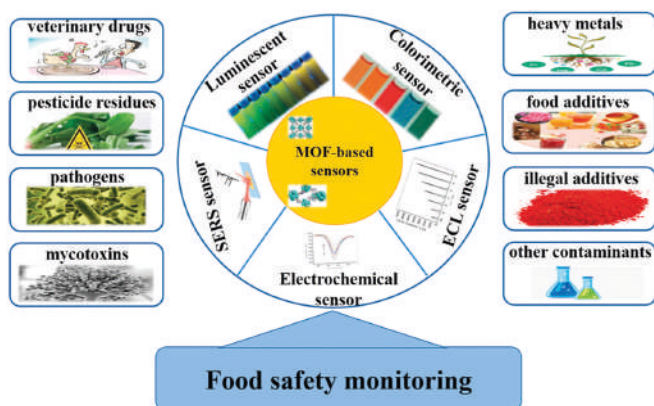 veterinary drugs
pesticide residues
pathogens
mycotoxins
Luminescent
sensor
Colorimetric
sensor
SERS sensor
MOF-based
sensors
ECL sensor
Electrochemical
sensor
heavy metals
food additives
illegal additives
other contaminants
Food safety monitoring